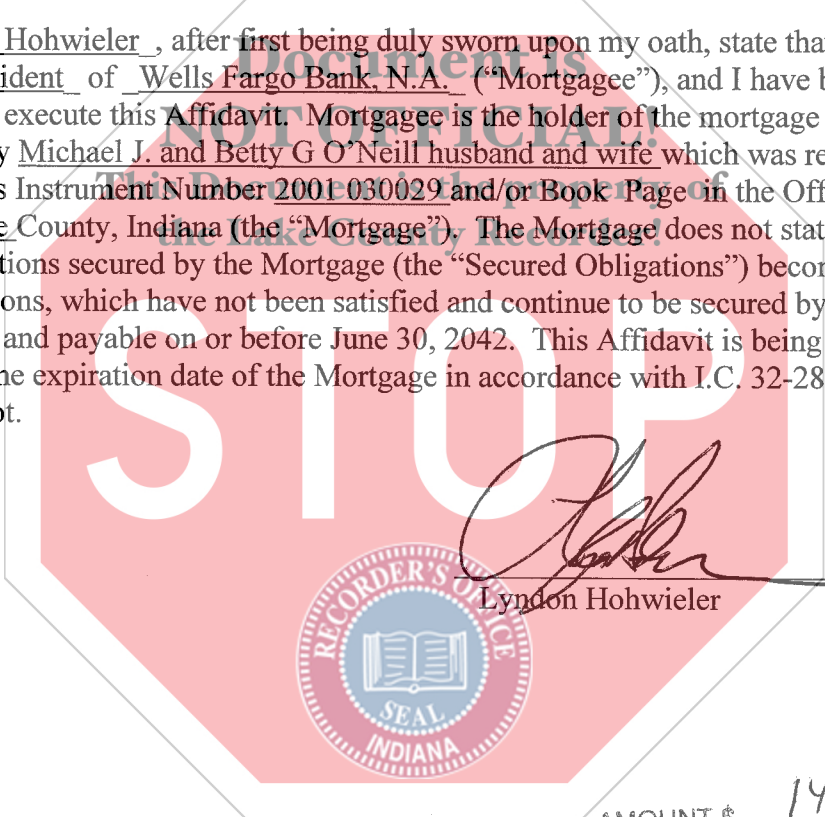 Hohwieler , after first being duly sworn upon my oath, state tha
ident of Wells Fargo Bank, N.A. (“Mortgagee”), and I have b
execute this Affidavit. Mortgagee is the holder of the mortgage
y Michael J. and Betty G O’Neill husband and wife which was re
s Instrument Number 2001 030029 and/or Book Page in the Off
e County, Indiana (the “Mortgage”). The Mortgage does not stat
tions secured by the Mortgage (the “Secured Obligations”) becom
ons, which have not been satisfied and continue to be secured by
and payable on or before June 30, 2042. This Affidavit is being
he expiration date of the Mortgage in accordance with I.C. 32-28
ot.
Document is
NOT OFFICIAL!
This Document is the property of
the Lake County Recorder!
STOP
Lyndon Hohwieler
RECORDER'S OFFICE
SEAL
INDIANA
AMOUNT $ 14